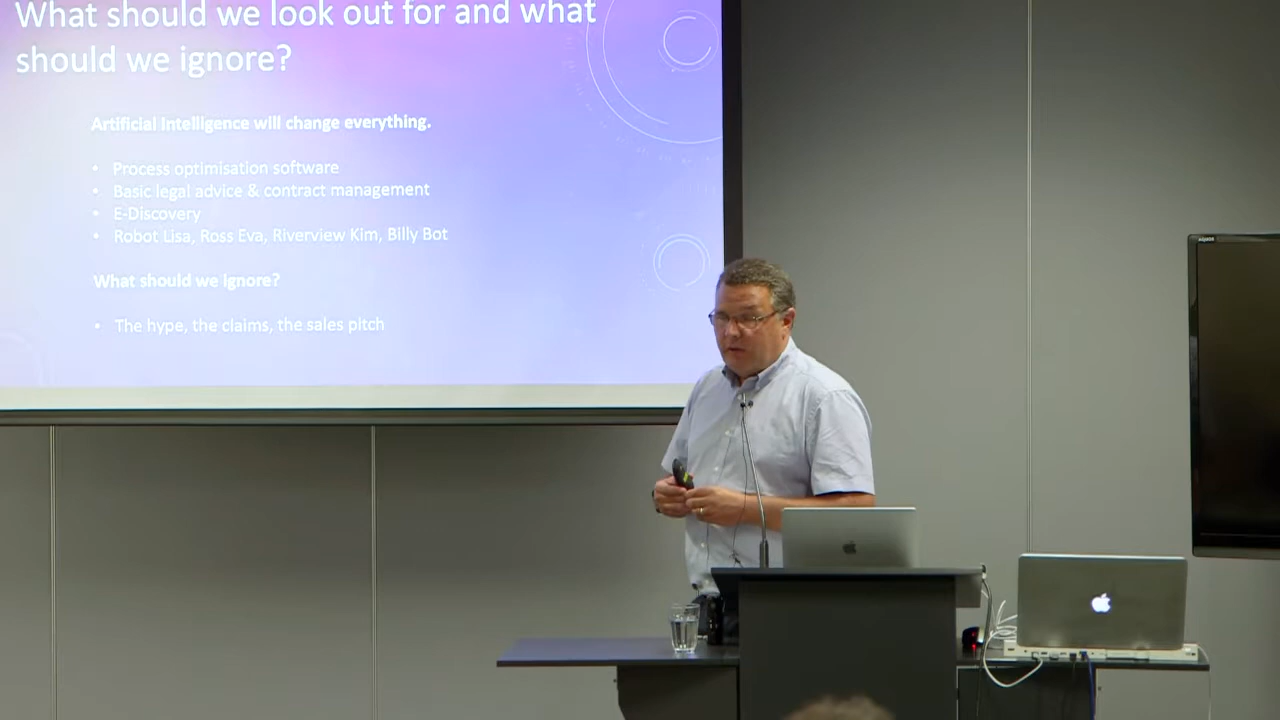 What should we look out for and what
should we ignore?
Artificial Intelligence will change everything.
• Process optimisation software
• Basic legal advice & contract management
• E-Discovery
• Robot Lisa, Ross Eva, Riverview Kim, Billy Bot
What should we ignore?
• The hype, the claims, the sales pitch